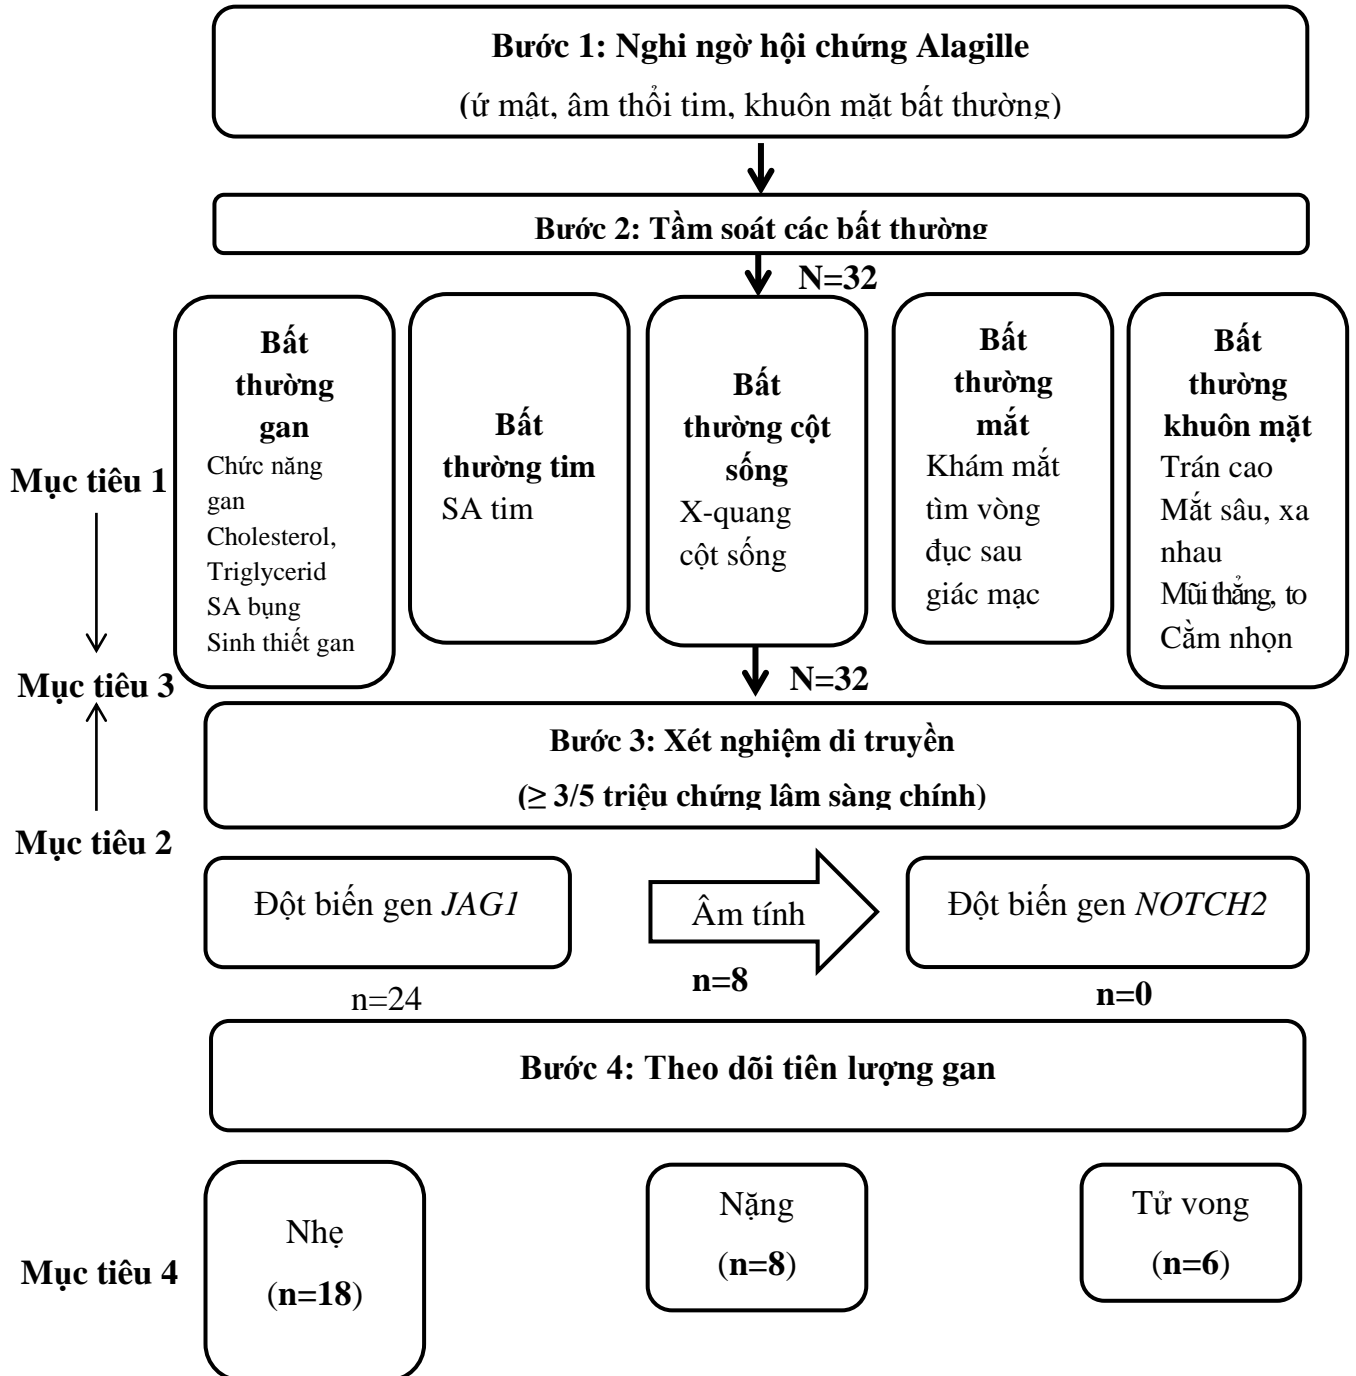 Bước 1: Nghi ngờ hội chứng Alagille
(ứ mật, âm thổi tim, khuôn mặt bất thường)
Bước 2: Tầm soát các bất thường
N=32
Bất
thường
gan
Chức năng
gan
Cholesterol,
Triglycerid
SA bụng
Sinh thiết gan
Bất
thường tim
SA tim
Bất
thường cột
sống
X-quang
cột sống
Bất
thường
mắt
Khám mắt
tìm vòng
đục sau
giác mạc
Bất
thường
khuôn mặt
Trán cao
Mắt sâu, xa
nhau
Mũi thẳng, to
Cằm nhọn
Mục tiêu 1
Mục tiêu 3
Mục tiêu 2
N=32
Bước 3: Xét nghiệm di truyền
(≥ 3/5 triệu chứng lâm sàng chính)
Đột biến gen JAG1
Âm tính
Đột biến gen NOTCH2
n=24
n=8
n=0
Bước 4: Theo dõi tiên lượng gan
Mục tiêu 4
Nhẹ
(n=18)
Nặng
(n=8)
Tử vong
(n=6)